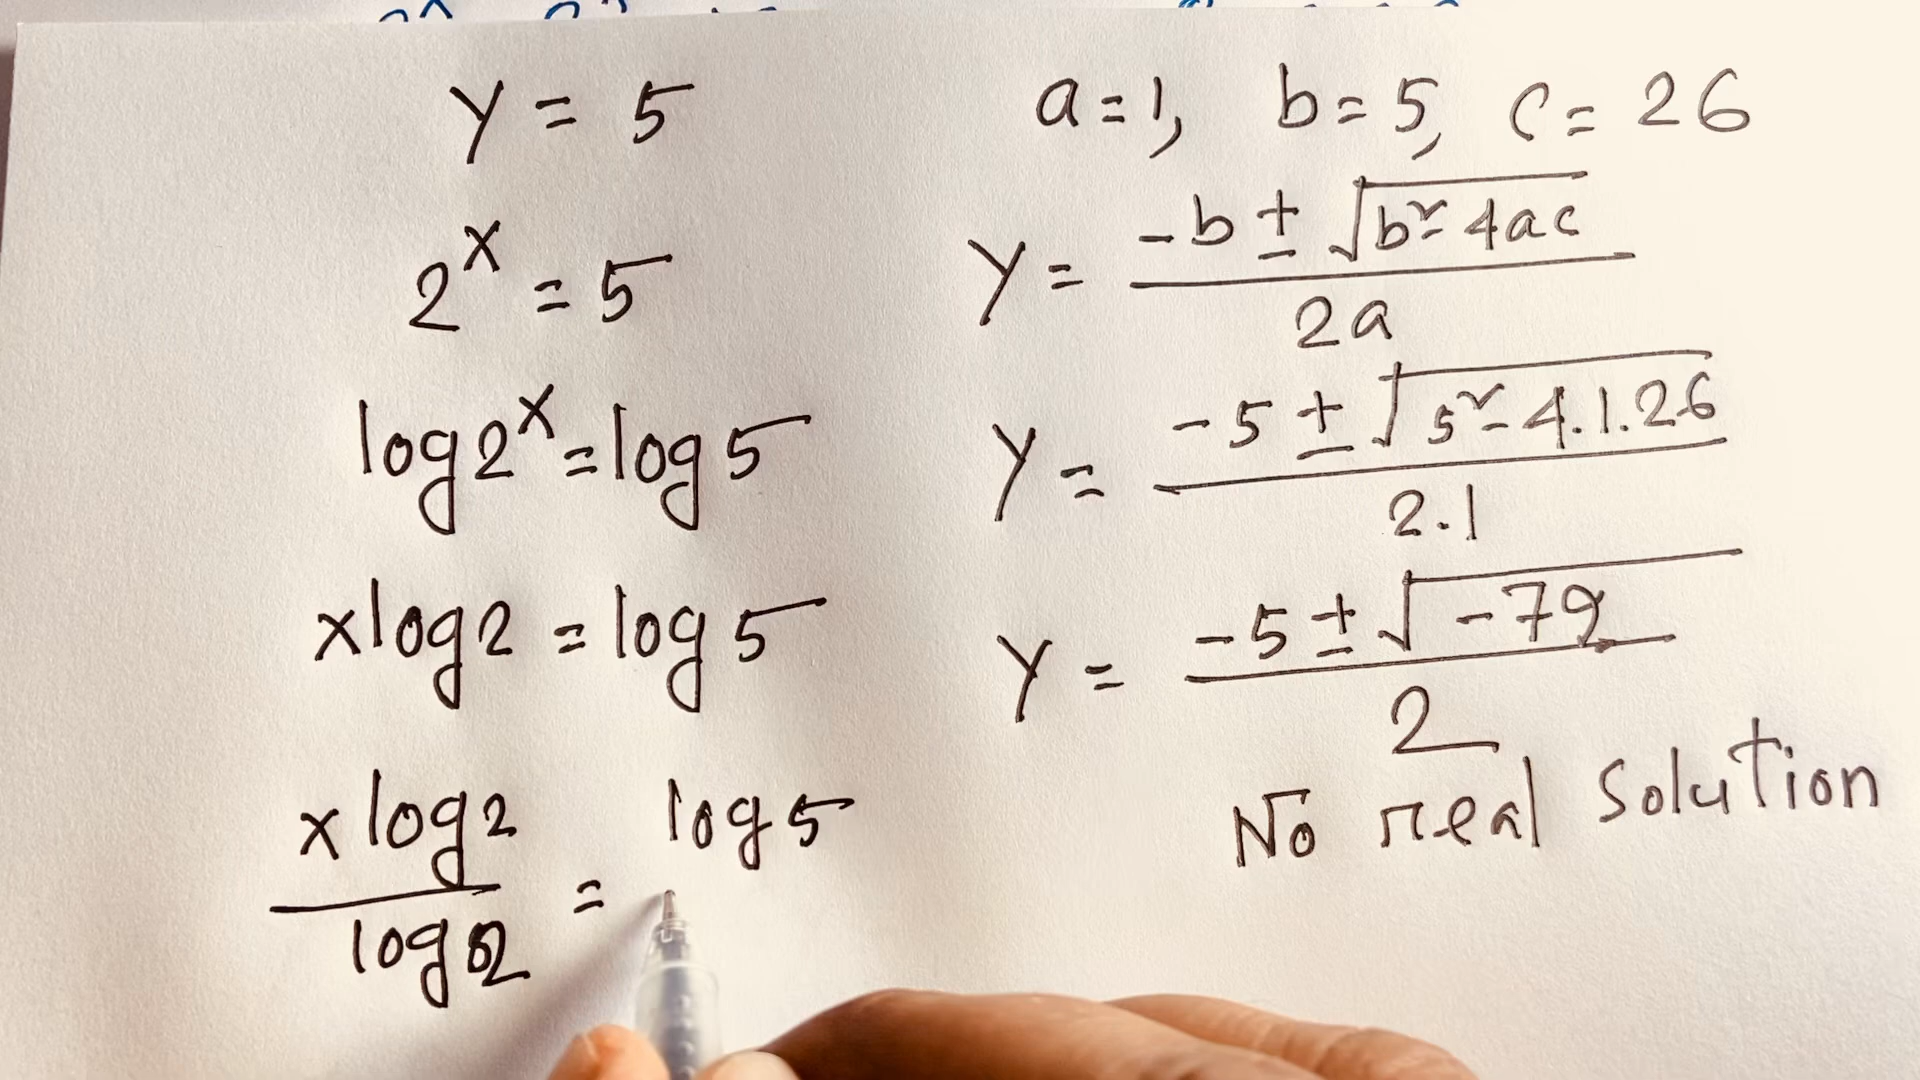 y = 5
2^x = 5
log 2^x = log 5
x log 2 = log 5
x log 2 / log 2 = log 5
a = 1, b = 5, c = 26
y = -b ± √b² - 4ac / 2a
y = -5 ± √5² - 4.1.26 / 2.1
y = -5 ± √-79 / 2
No real solution